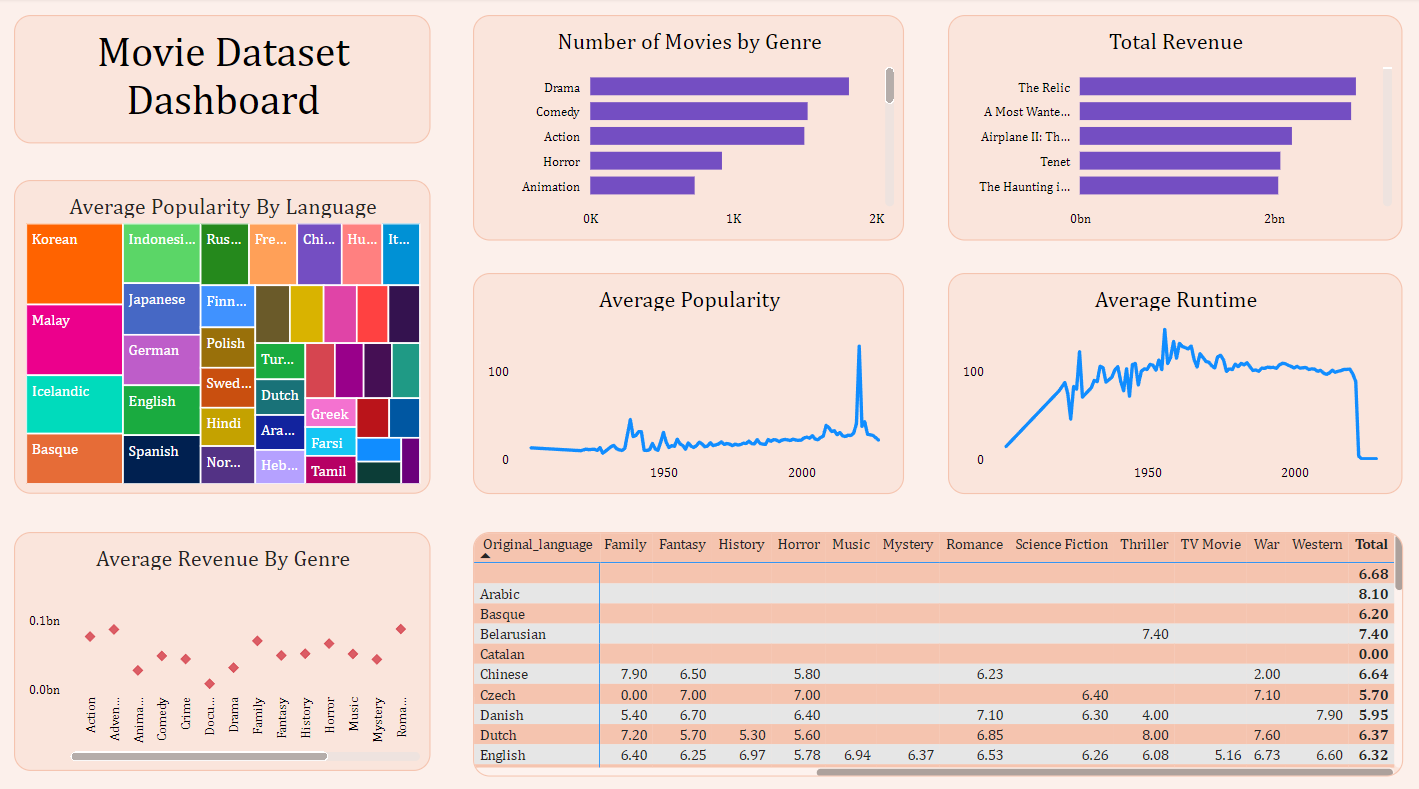 Movie Dataset
Dashboard
Number of Movies by Genre
Drama
Comedy
Action
Horror
Animation
0K 1K 2K
Total Revenue
The Relic
A Most Wante...
Airplane II: Th...
Tenet
The Haunting i...
0bn 2bn
Average Popularity By Language
Korean
Malay
Icelandic
Basque
Indonesi...
Japanese
German
English
Spanish
Rus...
Fre...
Chi...
Hu...
It...
Finn...
Polish
Swed...
Hindi
Nor...
Tur...
Dutch
Ara...
Heb...
Greek
Farsi
Tamil
Average Popularity
100
0
1950 2000
Average Runtime
100
0
1950 2000
Average Revenue By Genre
0.1bn
0.0bn
Action
Adven...
Anima...
Comedy
Crime
Docu...
Drama
Family
Fantasy
History
Horror
Music
Mystery
Roma...
Original_language Family Fantasy History Horror Music Mystery Romance Science Fiction Thriller TV Movie War Western Total
6.68
Arabic 8.10
Basque 6.20
Belarusian 7.40 7.40
Catalan 0.00
Chinese 7.90 6.50 5.80 6.23 2.00 6.64
Czech 0.00 7.00 7.00 6.40 7.10 5.70
Danish 5.40 6.70 6.40 7.10 6.30 4.00 7.90 5.95
Dutch 7.20 5.70 5.30 5.60 6.85 8.00 7.60 6.37
English 6.40 6.25 6.97 5.78 6.94 6.37 6.53 6.26 6.08 5.16 6.73 6.60 6.32